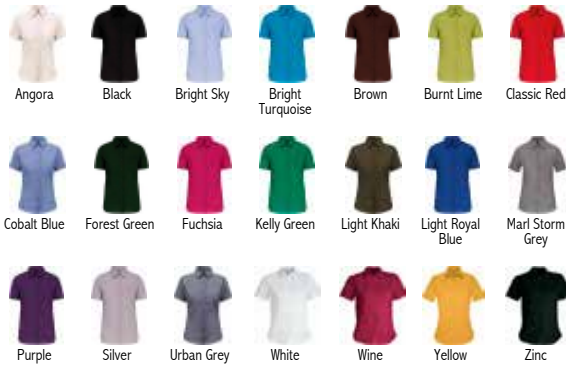 Angora
Black
Bright Sky
Bright
Turquoise
Brown
Burnt Lime
Classic Red
Cobalt Blue
Forest Green
Fuchsia
Kelly Green
Light Khaki
Light Royal
Blue
Marl Storm
Grey
Purple
Silver
Urban Grey
White
Wine
Yellow
Zinc